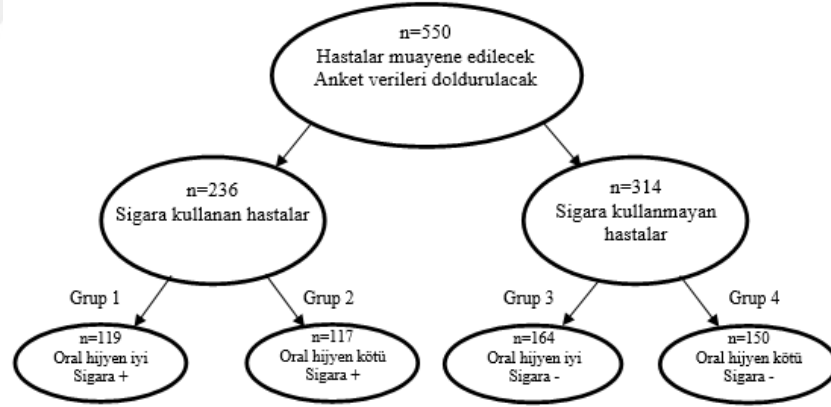 n=550
Hastalar muayene edilecek
Anket verileri doldurulacak
n=236
Sigara kullanan hastalar
n=314
Sigara kullanmayan
hastalar
Grup 1
Grup 2
Grup 3
Grup 4
n=119
Oral hijyen iyi
Sigara +
n=117
Oral hijyen kötü
Sigara +
n=164
Oral hijyen iyi
Sigara -
n=150
Oral hijyen kötü
Sigara -